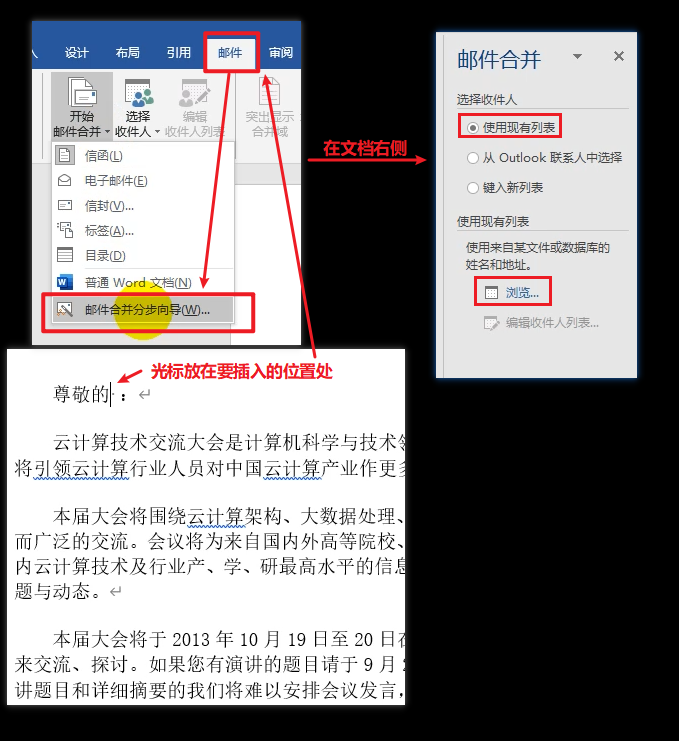 设计 布局 引用 邮件 审阅
开始
邮件合并
选择
收件人
编辑
收件人列表
突出显示
合并域
信函(L)
电子邮件(E)
信封(V)...
标签(A)...
目录(D)
普通 Word 文档(N)
邮件合并分步向导(W)...
在文档右侧
邮件合并
选择收件人
使用现有列表
从 Outlook 联系人中选择
键入新列表
使用现有列表
使用来自某文件或数据库的
姓名和地址。
浏览...
编辑收件人列表...
光标放在要插入的位置处
尊敬的 ：
云计算技术交流大会是计算机科学与技术领
将引领云计算行业人员对中国云计算产业作更多
本届大会将围绕云计算架构、大数据处理、
而广泛的交流。会议将为来自国内外高等院校、
内云计算技术及行业产、学、研最高水平的信息
题与动态。
本届大会将于 2013 年 10 月 19 日至 20 日在
来交流、探讨。如果您有演讲的题目请于 9 月 2
讲题目和详细摘要的我们将难以安排会议发言，